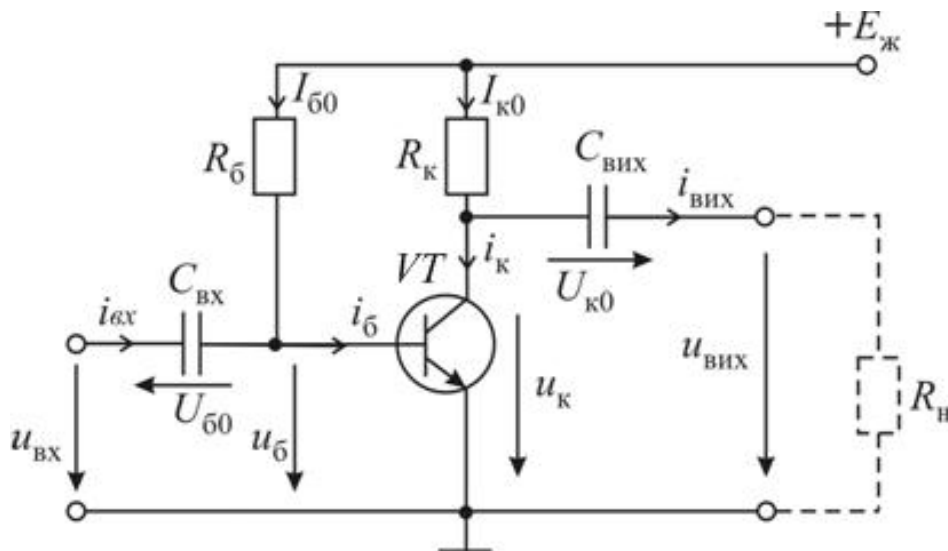 +Eж
Iб0
Iк0
Rб
Rк
Cвих
iвих
VT
iк
Uк0
Cвх
iвх
iб
Uб0
uвх
uб
uк
uвих
Rн